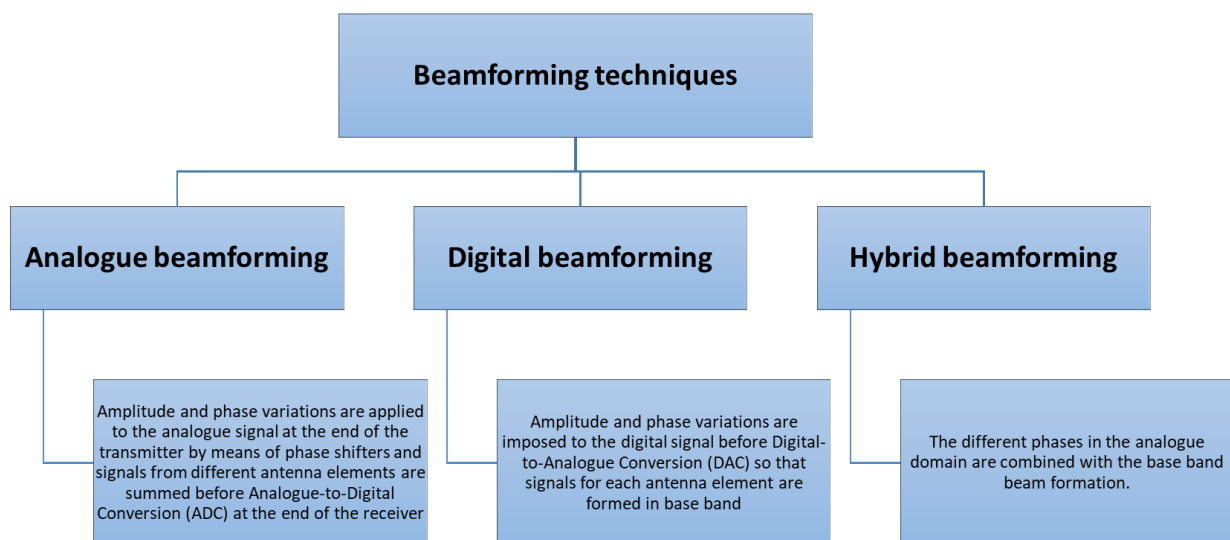 Beamforming techniques
Analogue beamforming
Digital beamforming
Hybrid beamforming
Amplitude and phase variations are applied
to the analogue signal at the end of the
transmitter by means of phase shifters and
signals from different antenna elements are
summed before Analogue-to-Digital
Conversion (ADC) at the end of the receiver
Amplitude and phase variations are
imposed to the digital signal before Digital-
to-Analogue Conversion (DAC) so that
signals for each antenna element are
formed in base band
The different phases in the analogue
domain are combined with the base band
beam formation.